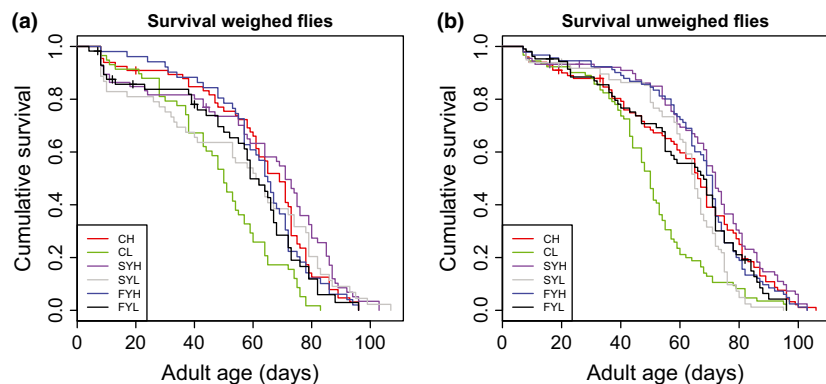 (a)
Survival weighed flies
Cumulative survival
1.0
0.8
0.6
0.4
0.2
0.0
CH
CL
SYH
SYL
FYH
FYL
0 20 40 60 80 100
Adult age (days)
(b)
Survival unweighed flies
Cumulative survival
1.0
0.8
0.6
0.4
0.2
0.0
CH
CL
SYH
SYL
FYH
FYL
0 20 40 60 80 100
Adult age (days)